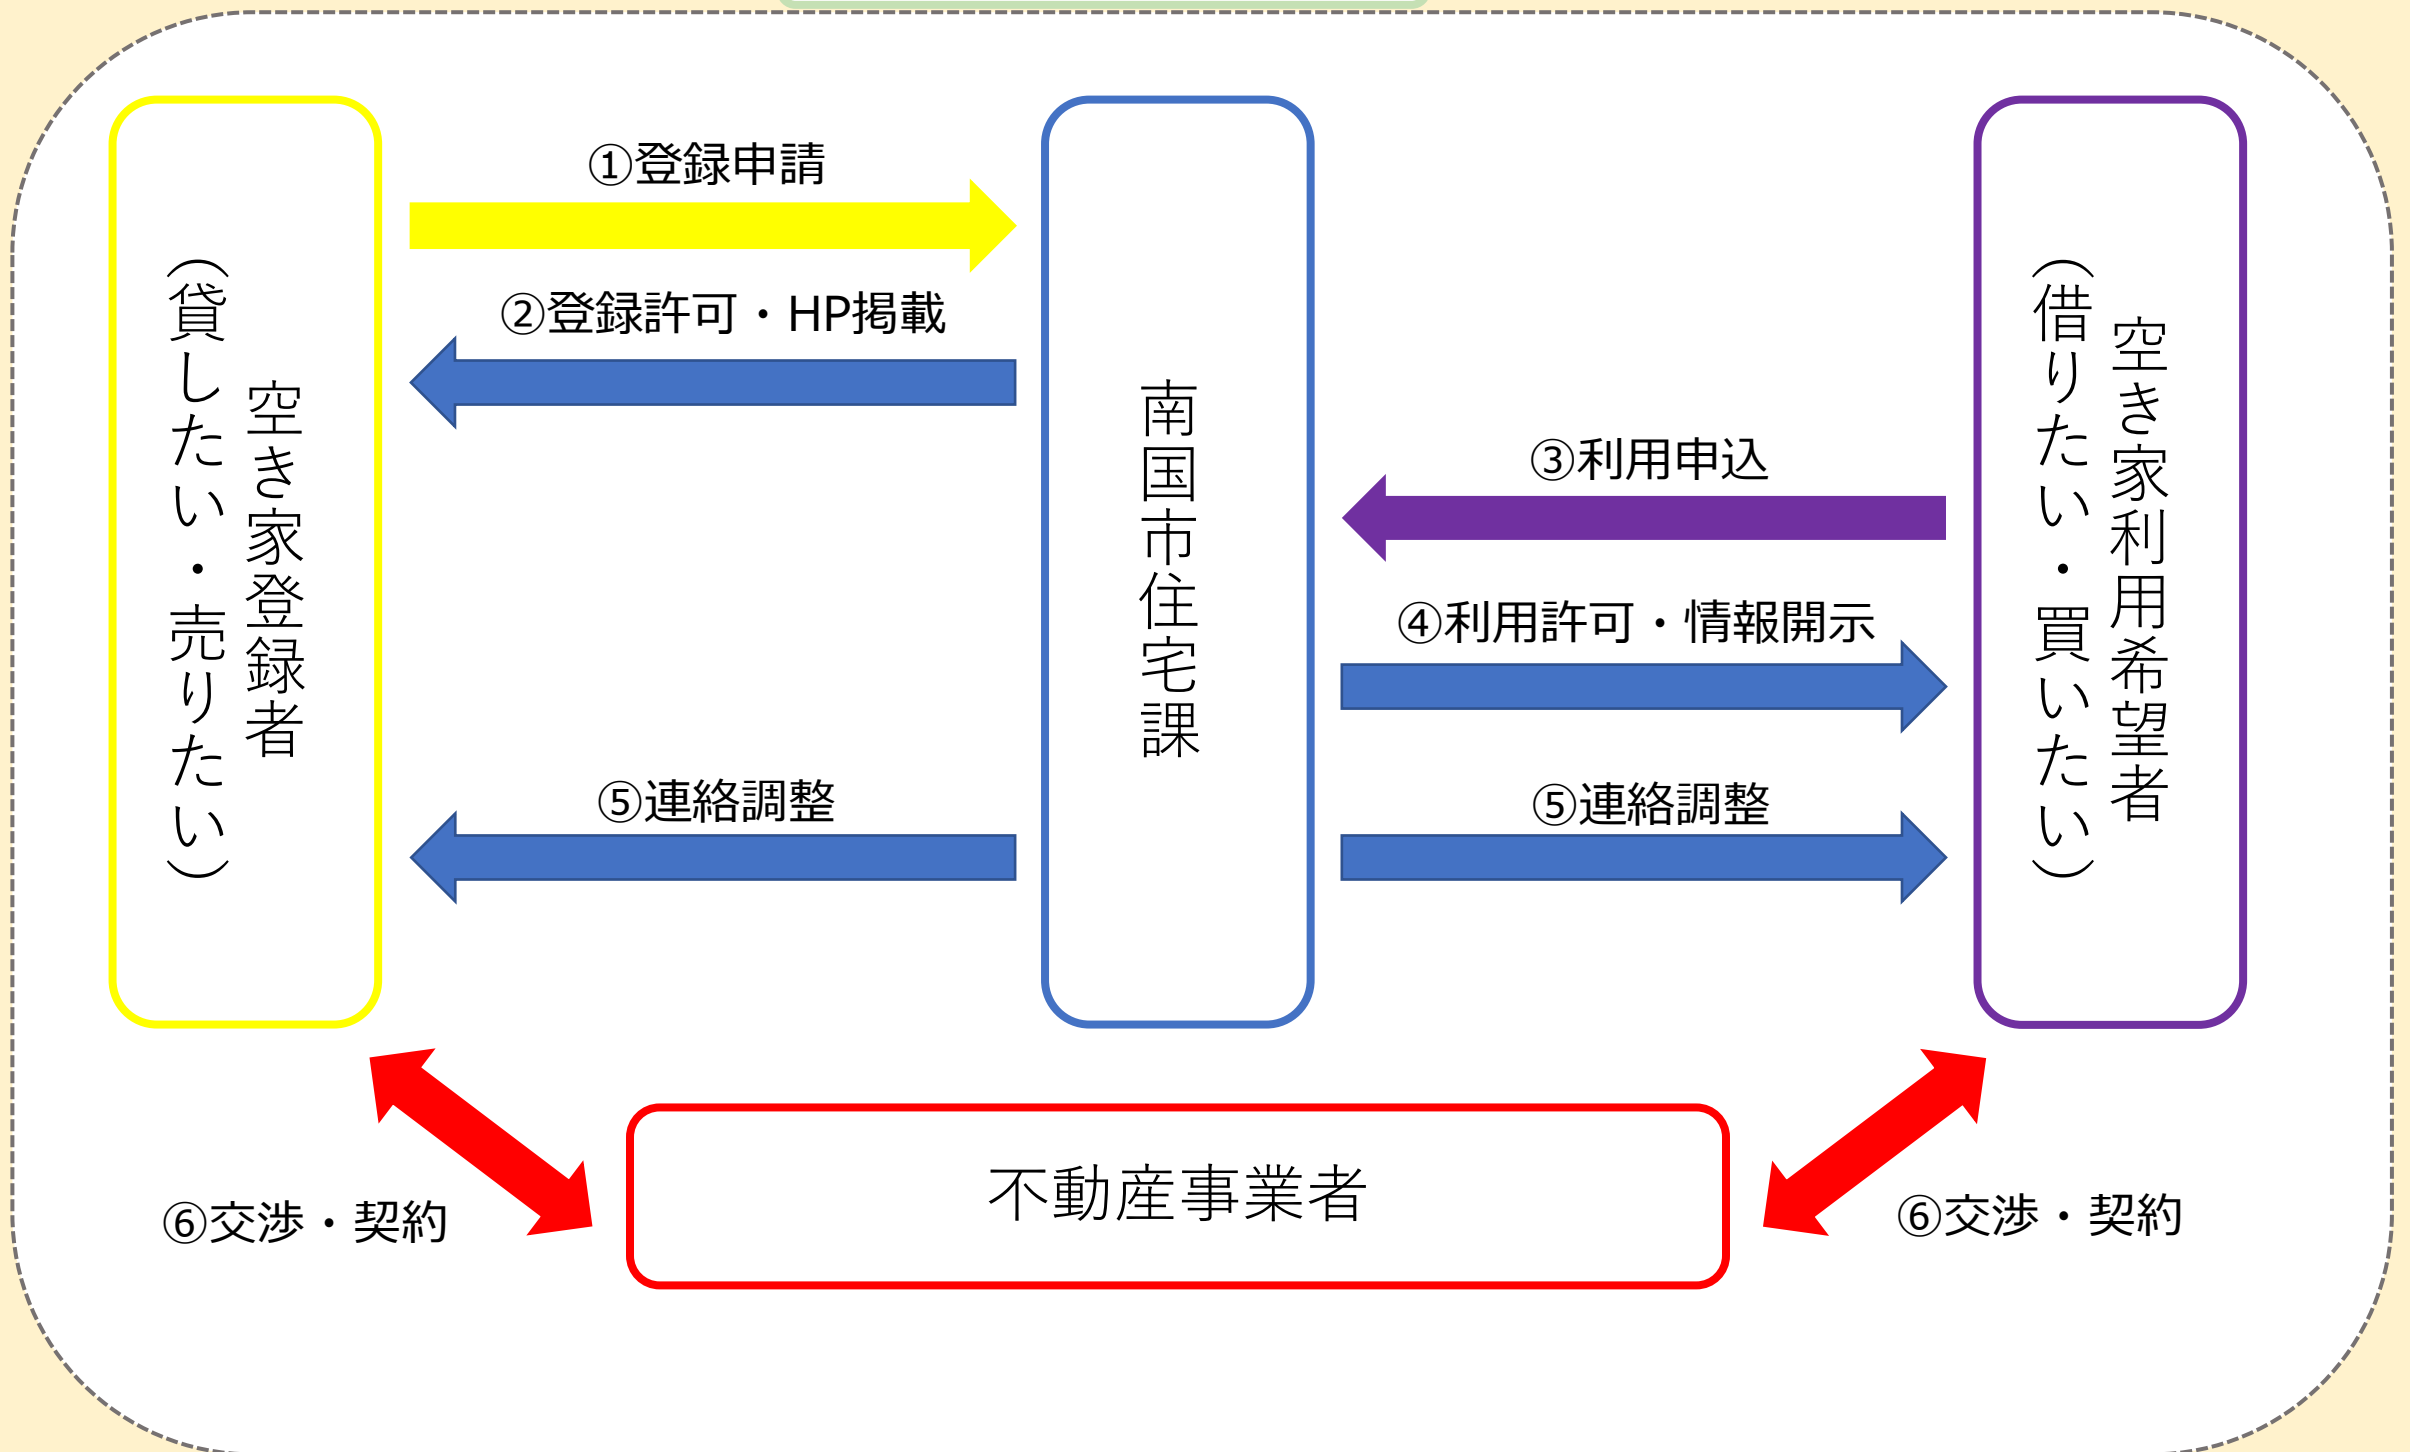 空き家登録者
（貸したい・売りたい）
①登録申請
②登録許可・HP掲載
南国市住宅課
③利用申込
④利用許可・情報開示
⑤連絡調整
⑤連絡調整
空き家利用希望者
（借りたい・買いたい）
⑥交渉・契約
不動産事業者
⑥交渉・契約